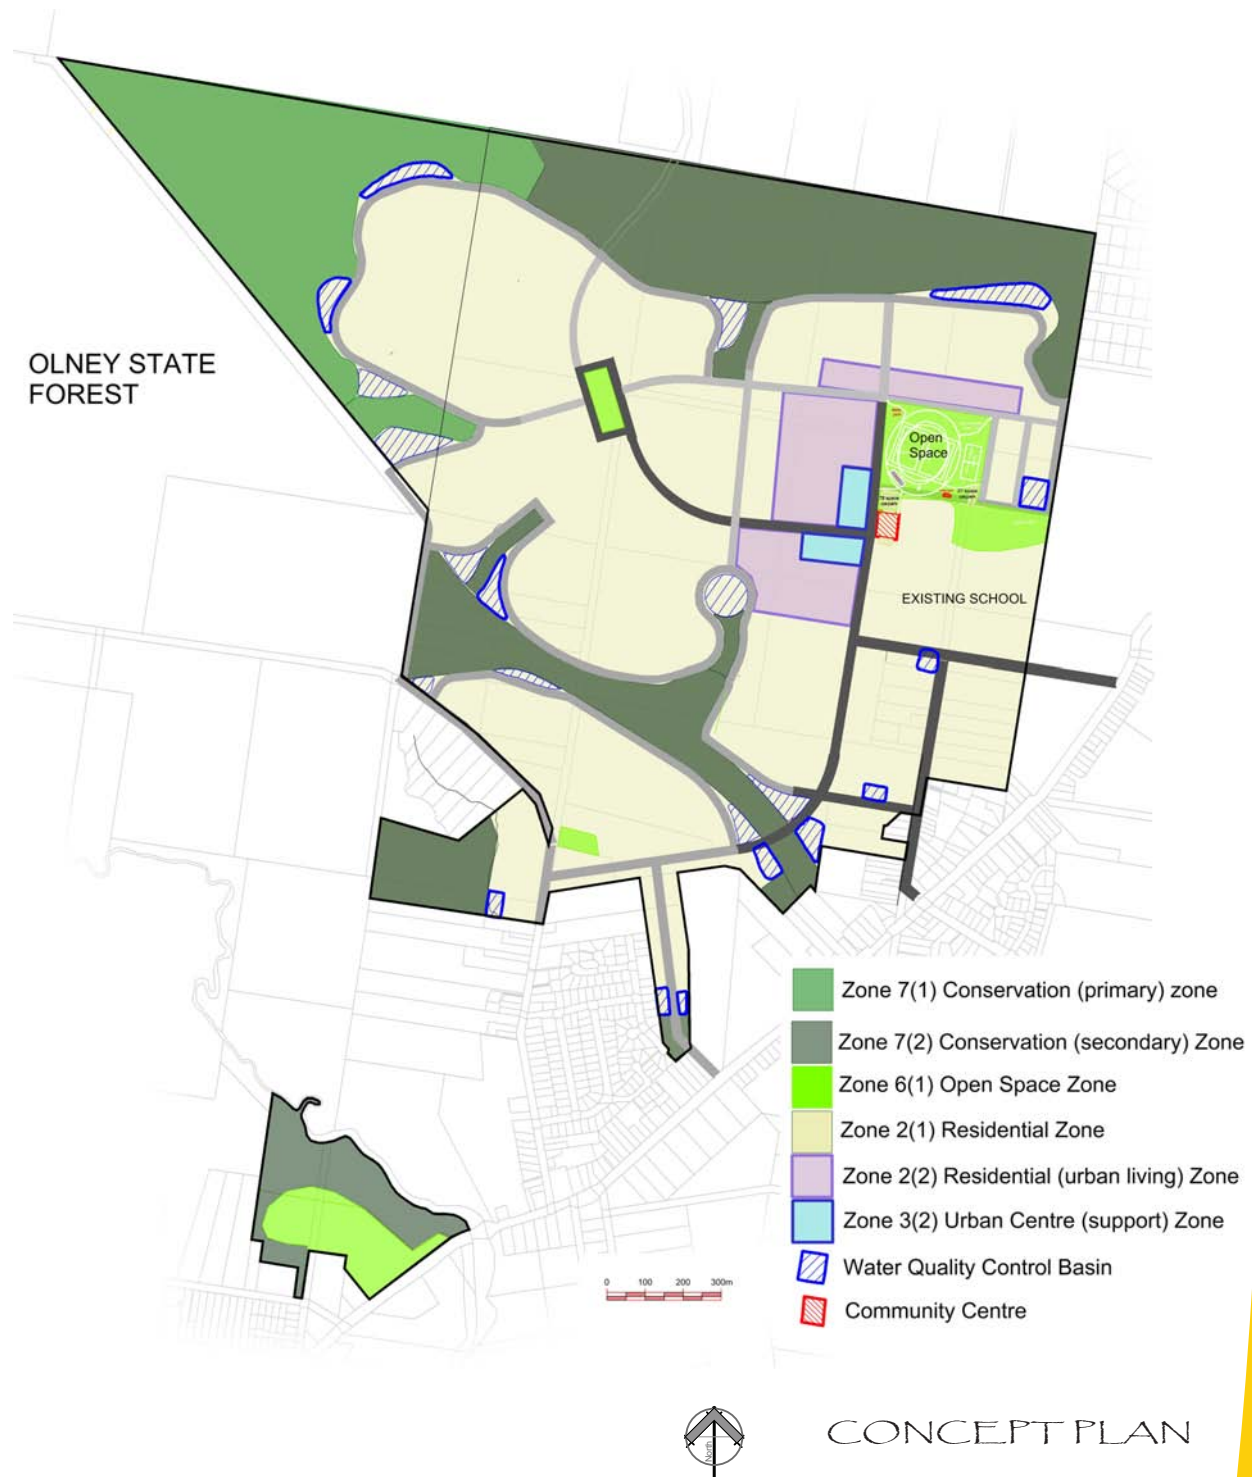 OLNEY STATE
FOREST
Open
Space
EXISTING SCHOOL
Zone 7(1) Conservation (primary) zone
Zone 7(2) Conservation (secondary) Zone
Zone 6(1) Open Space Zone
Zone 2(1) Residential Zone
Zone 2(2) Residential (urban living) Zone
Zone 3(2) Urban Centre (support) Zone
Water Quality Control Basin
Community Centre
0 100 200 300m
North
CONCEPT PLAN